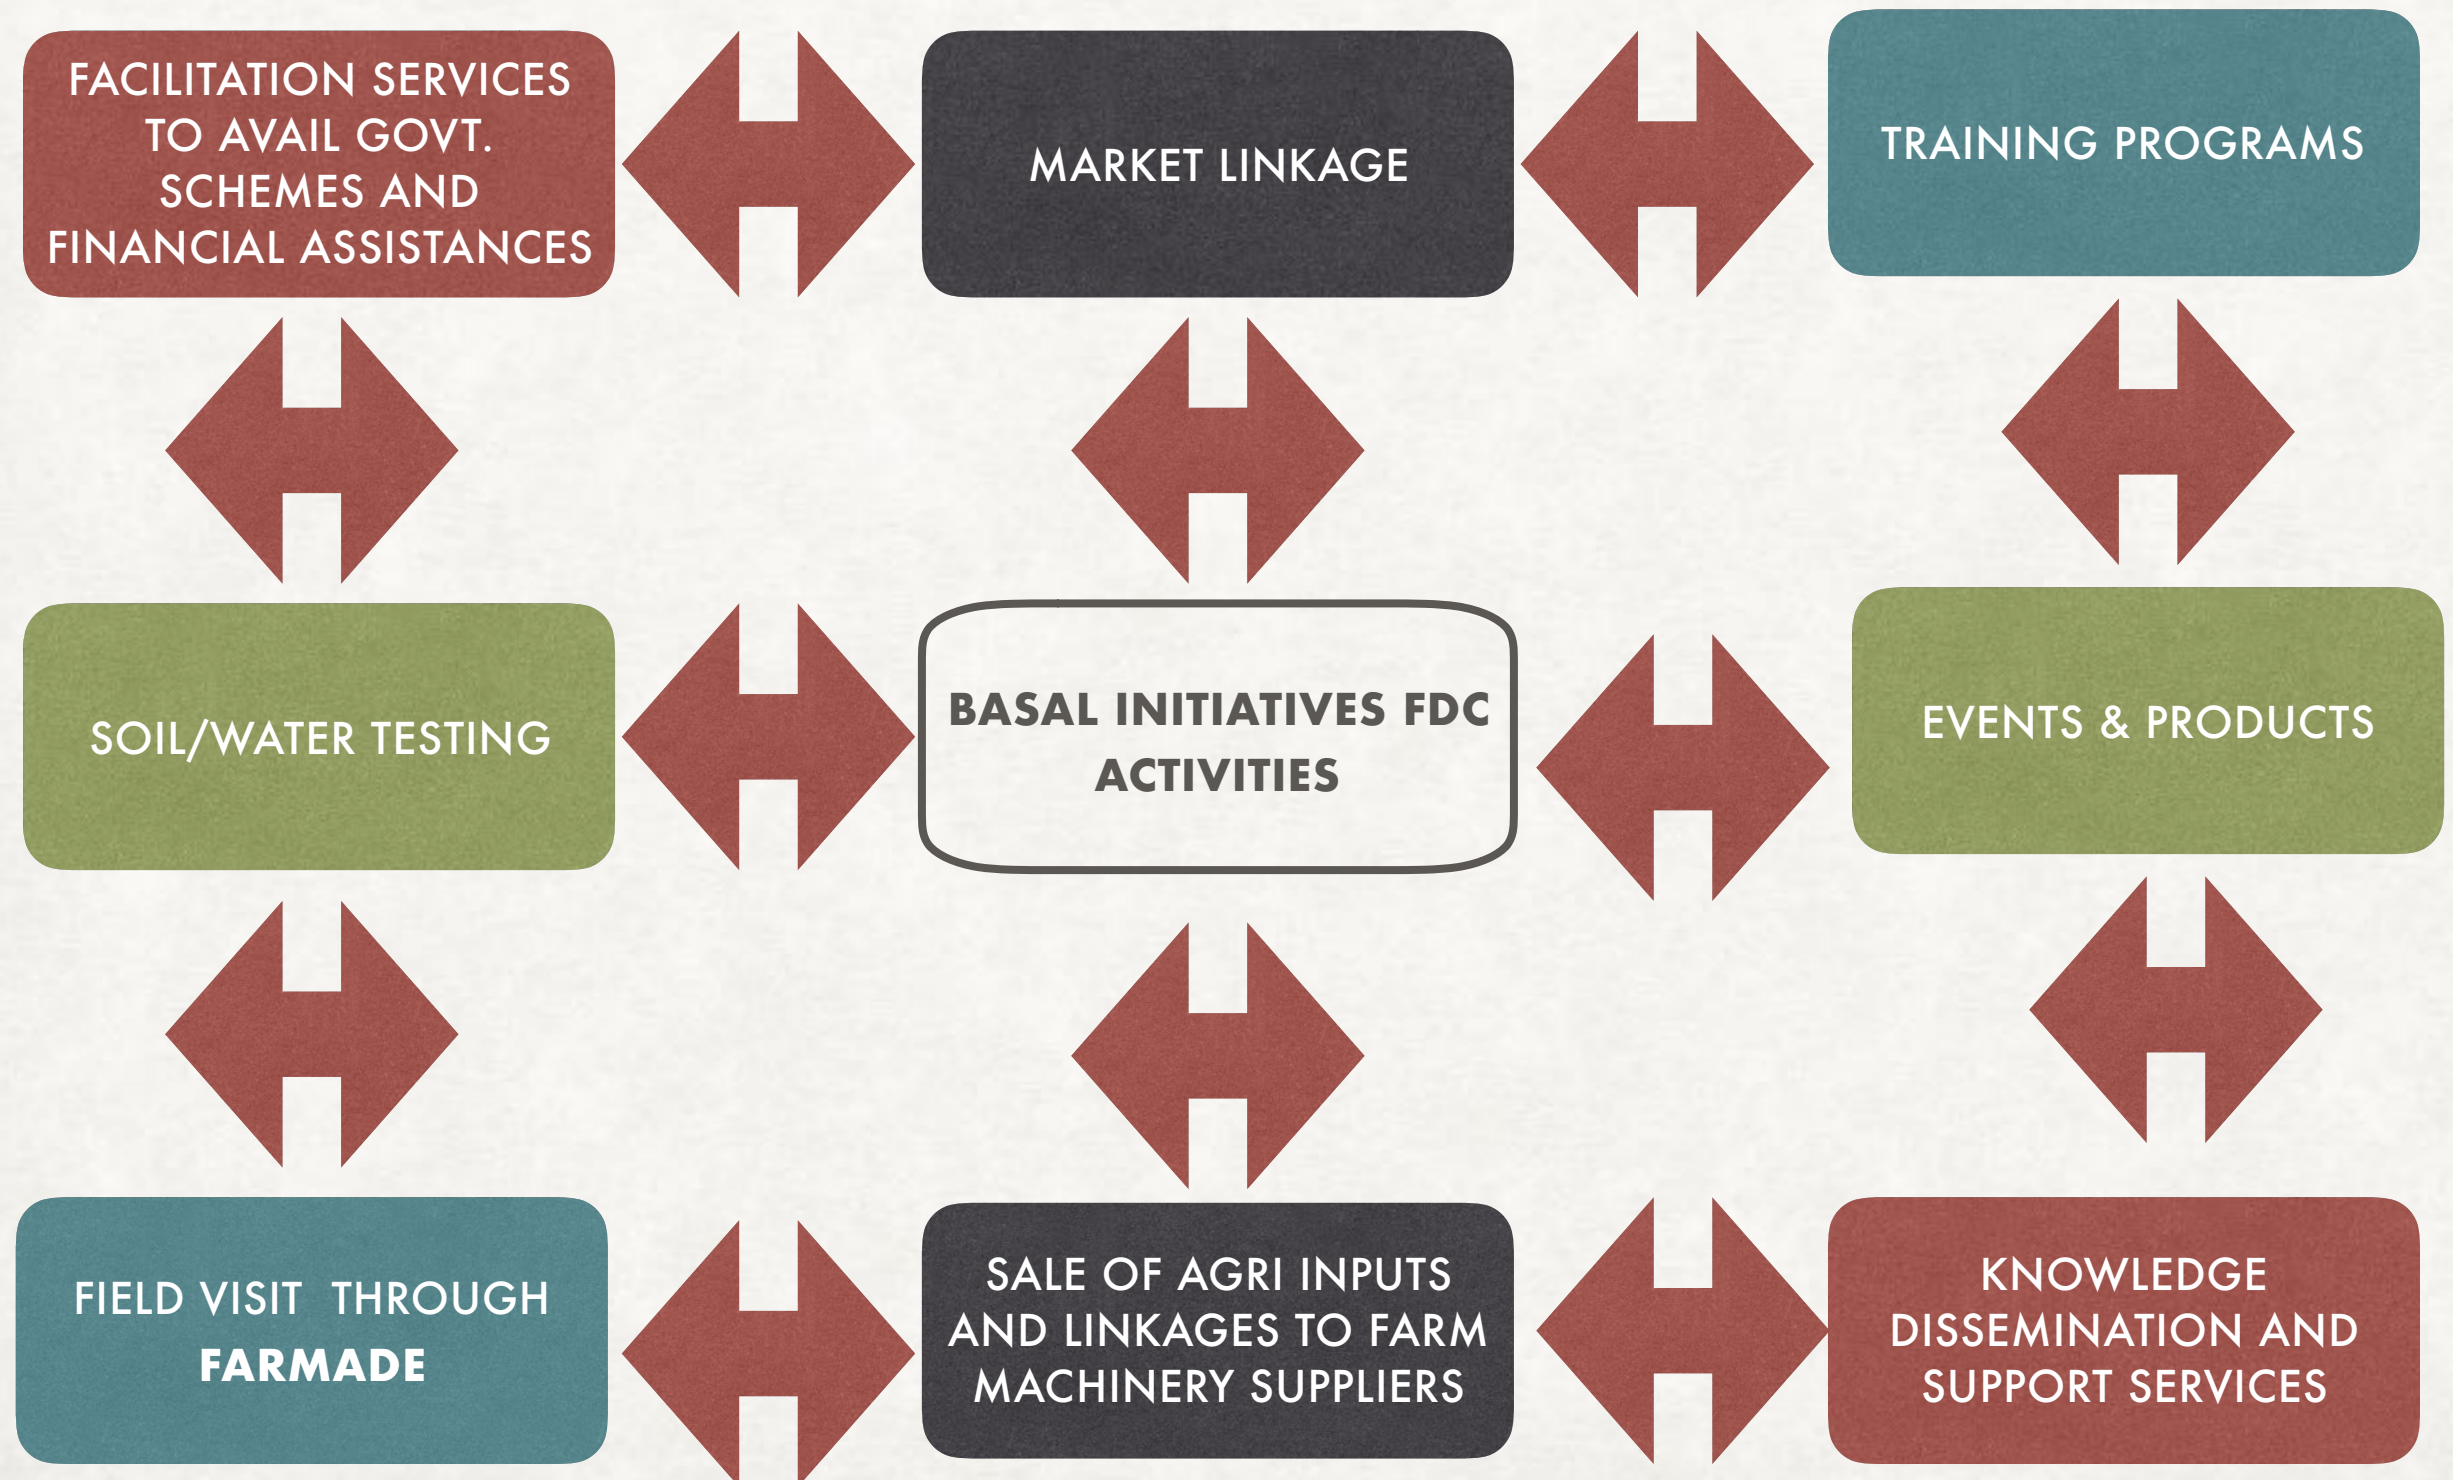 FACILITATION SERVICES
TO AVAIL GOVT.
SCHEMES AND
FINANCIAL ASSISTANCES
MARKET LINKAGE
TRAINING PROGRAMS
SOIL/WATER TESTING
BASAL INITIATIVES FDC
ACTIVITIES
EVENTS & PRODUCTS
FIELD VISIT THROUGH
FARMADE
SALE OF AGRI INPUTS
AND LINKAGES TO FARM
MACHINERY SUPPLIERS
KNOWLEDGE
DISSEMINATION AND
SUPPORT SERVICES